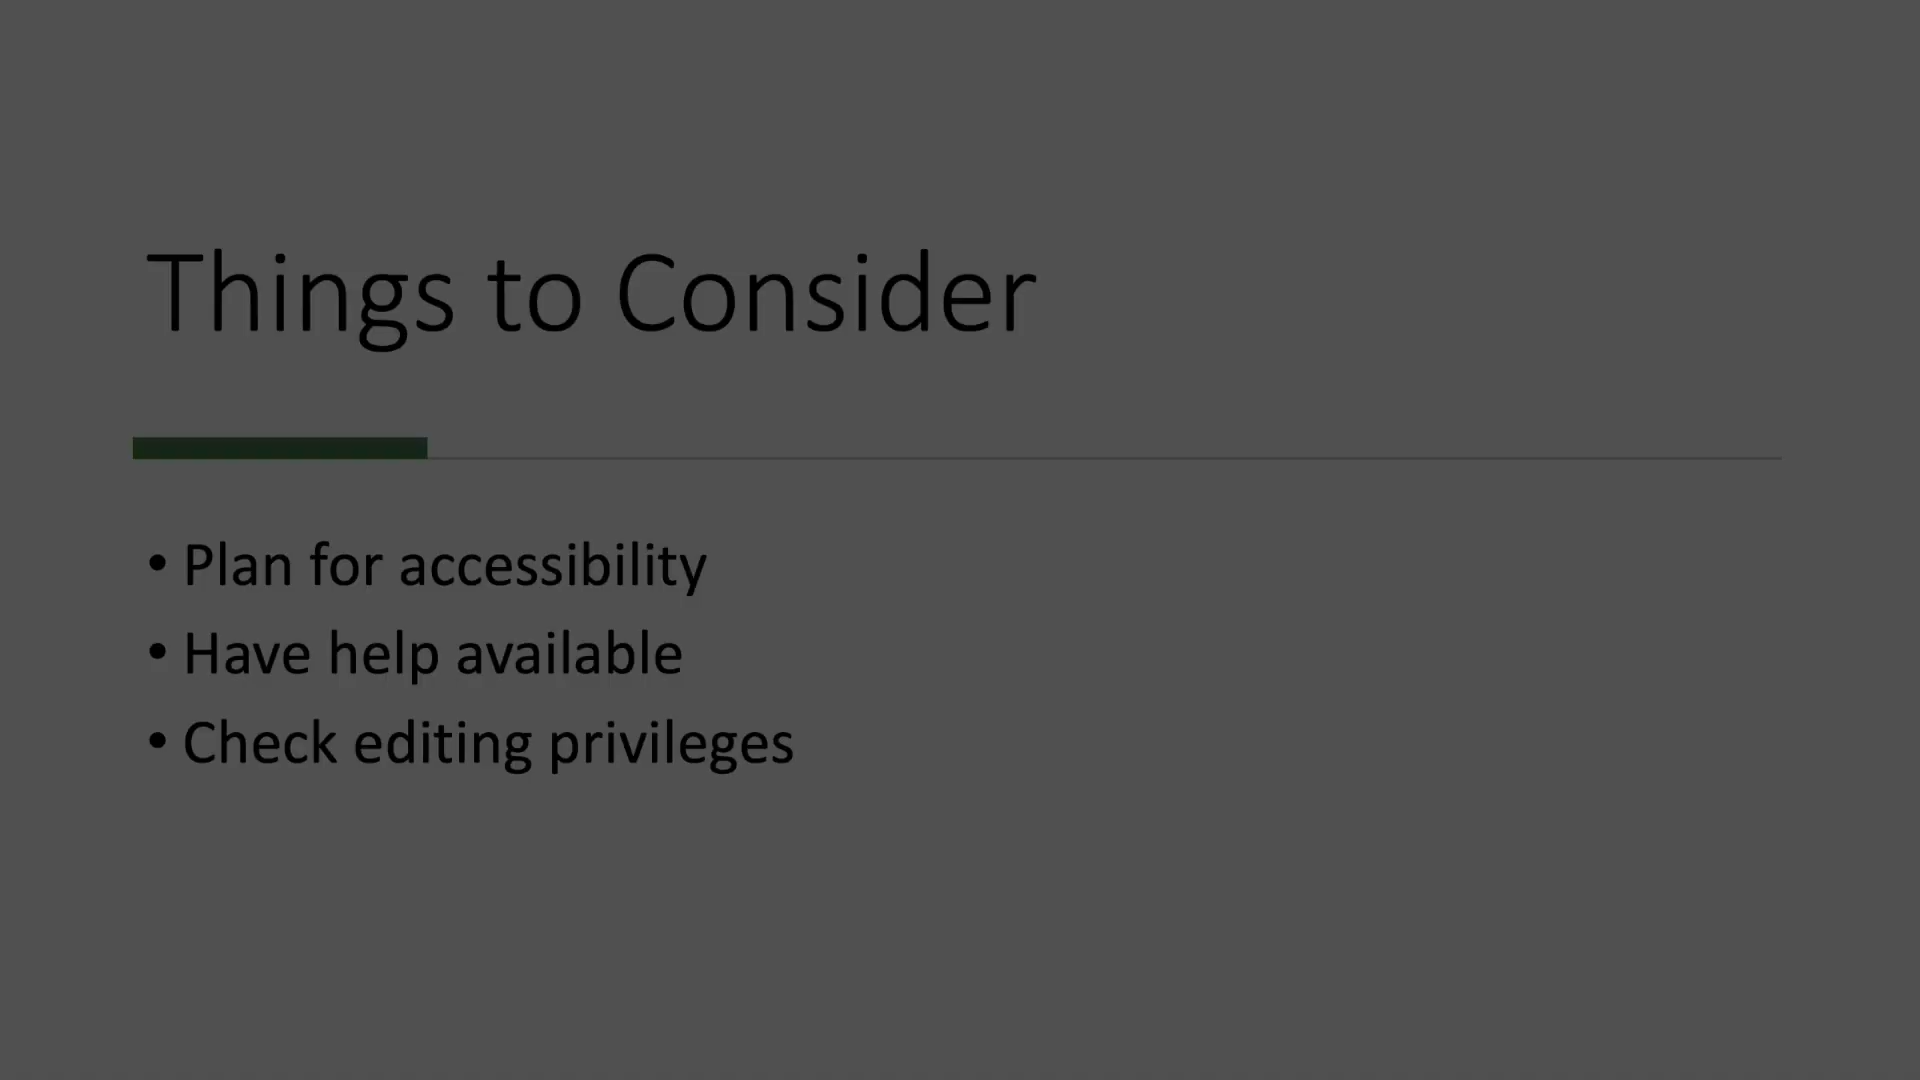 Things to Consider
• Plan for accessibility
• Have help available
• Check editing privileges